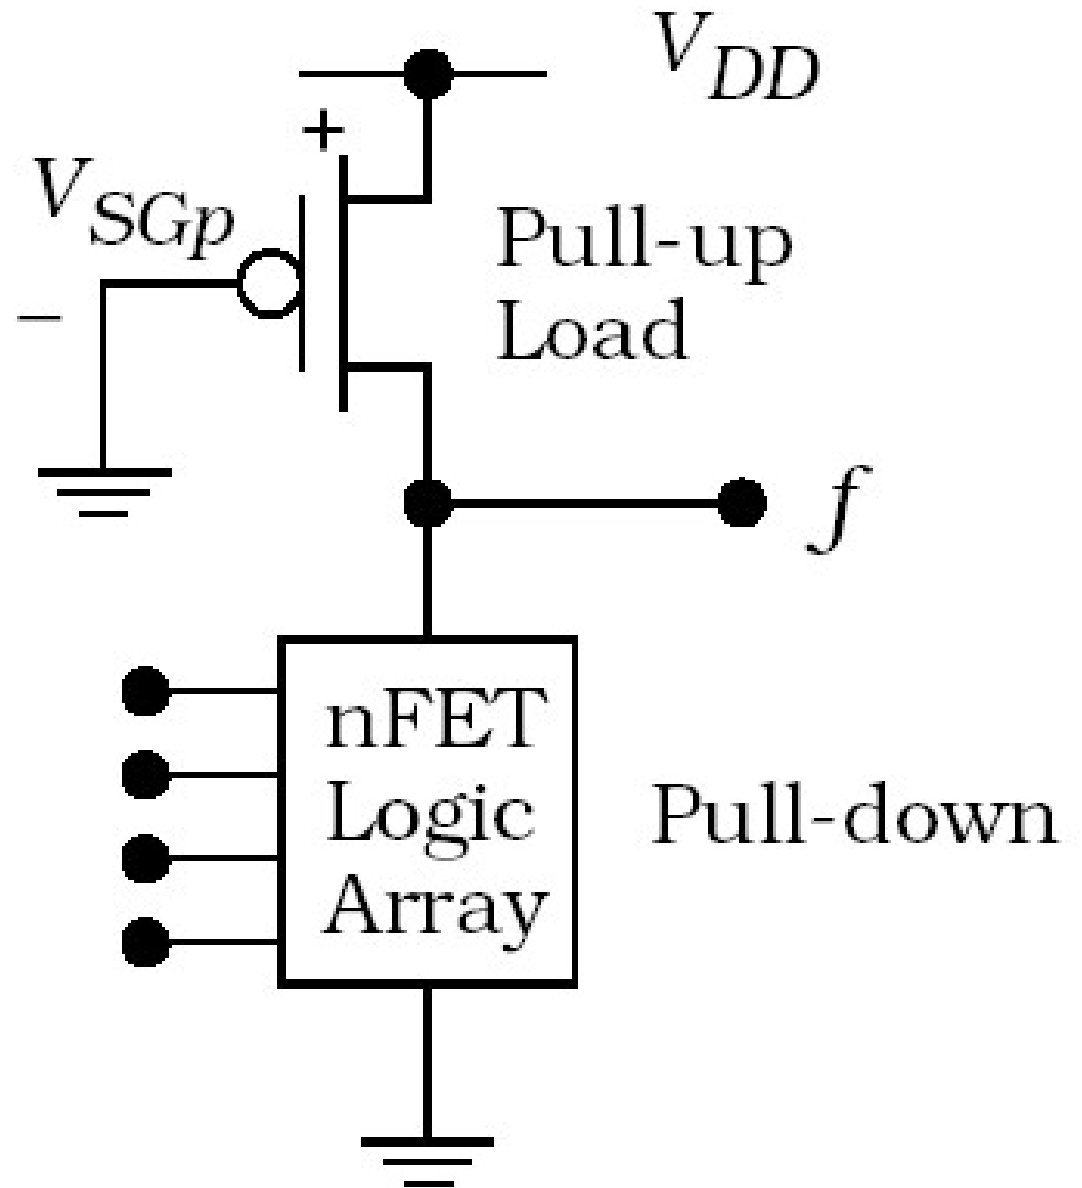 V_DD
+
V_SGp
−
Pull-up
Load
f
nFET
Logic
Array
Pull-down